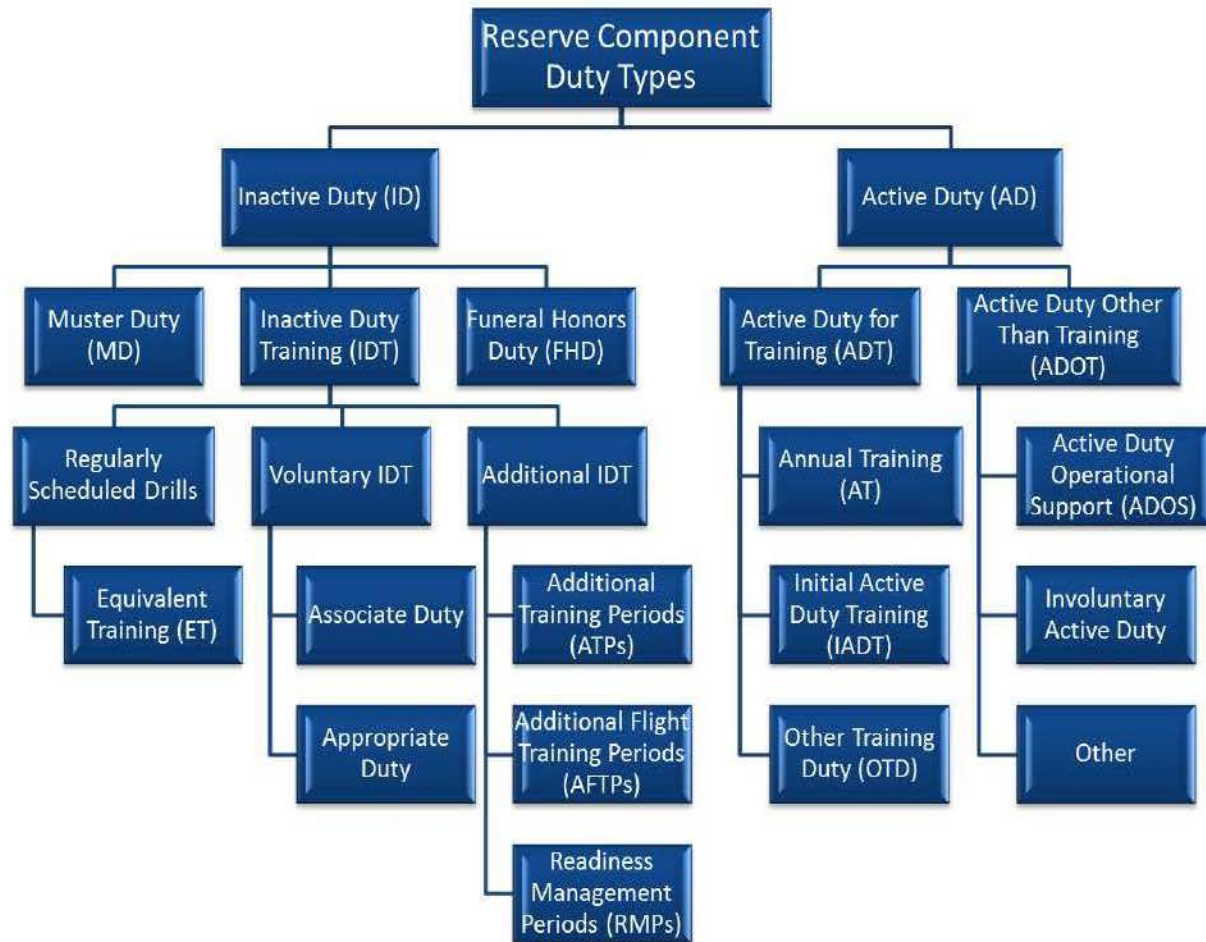 Reserve Component
Duty Types
Inactive Duty (ID)
Active Duty (AD)
Muster Duty
(MD)
Inactive Duty
Training (IDT)
Funeral Honors
Duty (FHD)
Active Duty for
Training (ADT)
Active Duty Other
Than Training
(ADOT)
Regularly
Scheduled Drills
Voluntary IDT
Additional IDT
Annual Training
(AT)
Active Duty
Operational
Support (ADOS)
Equivalent
Training (ET)
Associate Duty
Additional
Training Periods
(ATPs)
Initial Active
Duty Training
(IADT)
Involuntary
Active Duty
Appropriate
Duty
Additional Flight
Training Periods
(AFTPs)
Other Training
Duty (OTD)
Other
Readiness
Management
Periods (RMPs)